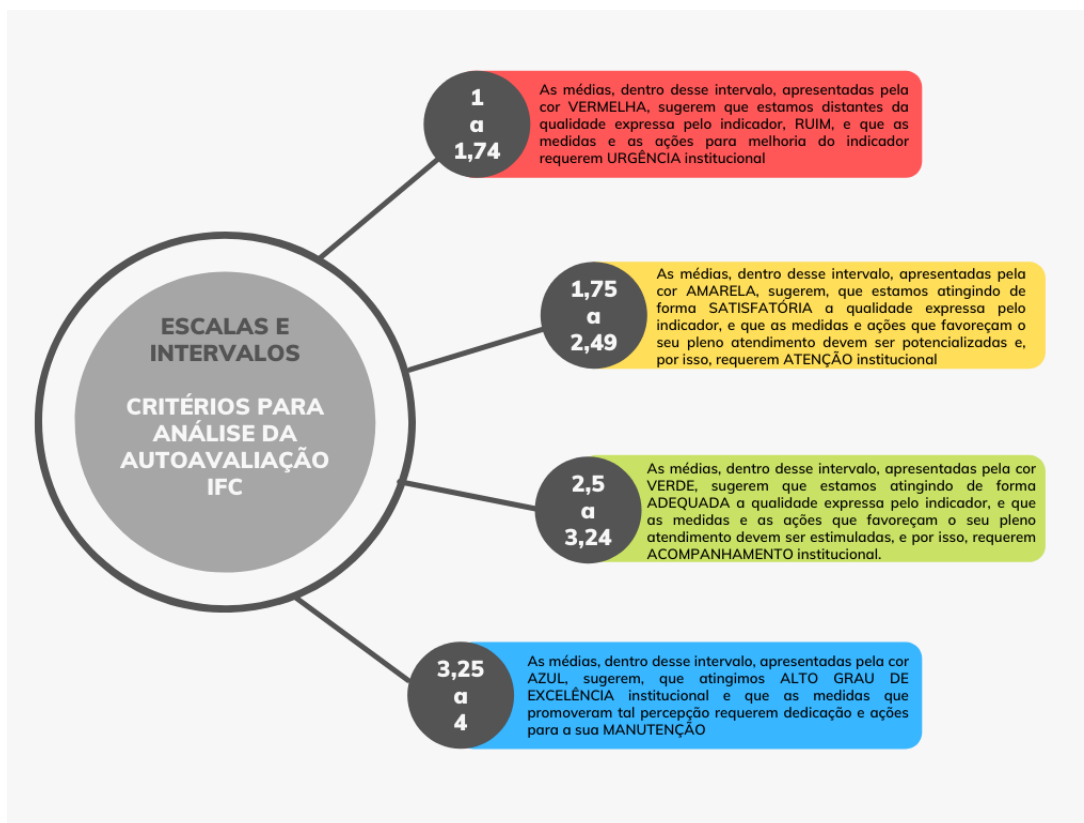 ESCALAS E
INTERVALOS
CRITÉRIOS PARA
ANÁLISE DA
AUTOAVALIAÇÃO
IFC
1
a
1,74
As médias, dentro desse intervalo, apresentadas pela
cor VERMELHA, sugerem que estamos distantes da
qualidade expressa pelo indicador, RUIM, e que as
medidas e as ações para melhoria do indicador
requerem URGÊNCIA institucional
1,75
a
2,49
As médias, dentro desse intervalo, apresentadas pela
cor AMARELA, sugerem, que estamos atingindo de
forma SATISFATÓRIA a qualidade expressa pelo
indicador, e que as medidas e ações que favoreçam o
seu pleno atendimento devem ser potencializadas e,
por isso, requerem ATENÇÃO institucional
2,5
a
3,24
As médias, dentro desse intervalo, apresentadas pela cor
VERDE, sugerem que estamos atingindo de forma
ADEQUADA a qualidade expressa pelo indicador, e que
as medidas e as ações que favoreçam o seu pleno
atendimento devem ser estimuladas, e por isso, requerem
ACOMPANHAMENTO institucional.
3,25
a
4
As médias, dentro desse intervalo, apresentadas pela cor
AZUL, sugerem, que atingimos ALTO GRAU DE
EXCELÊNCIA institucional e que as medidas que
promoveram tal percepção requerem dedicação e ações
para a sua MANUTENÇÃO